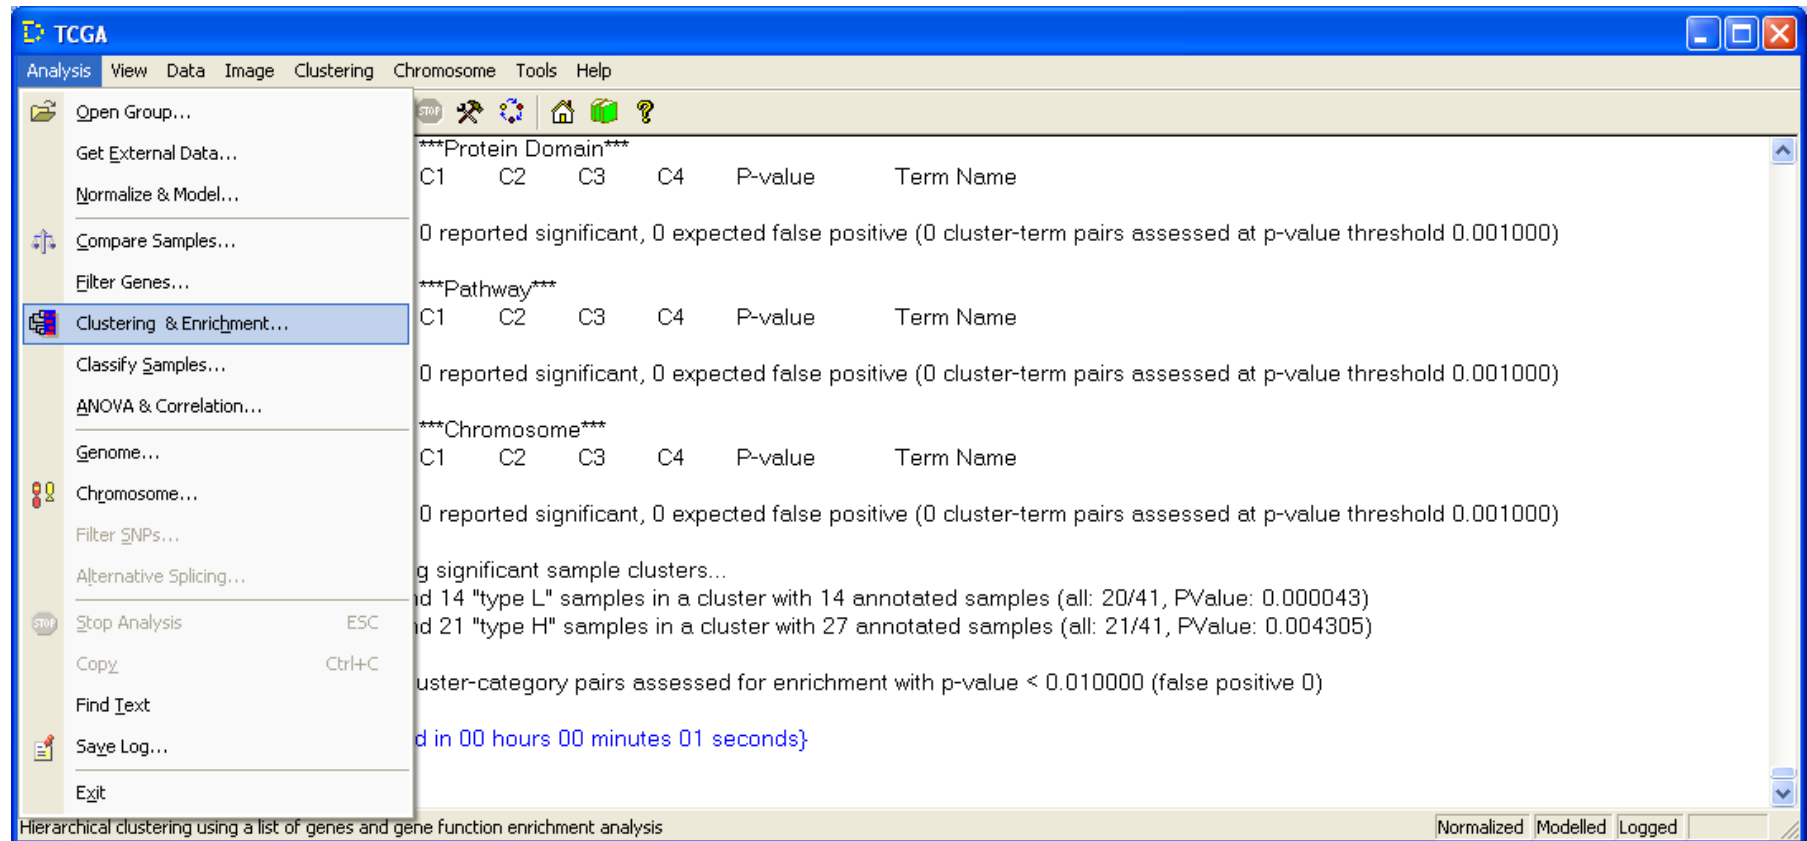 TCGA
Analysis View Data Image Clustering Chromosome Tools Help
Open Group...
Get External Data...
Normalize & Model...
Compare Samples...
Filter Genes...
Clustering & Enrichment...
Classify Samples...
ANOVA & Correlation...
Genome...
Chromosome...
Filter SNPs...
Alternative Splicing...
STOP Stop Analysis ESC
Copy Ctrl+C
Find Text
Save Log...
Exit
STOP
***Protein Domain***
C1 C2 C3 C4 P-value Term Name
0 reported significant, 0 expected false positive (0 cluster-term pairs assessed at p-value threshold 0.001000)
***Pathway***
C1 C2 C3 C4 P-value Term Name
0 reported significant, 0 expected false positive (0 cluster-term pairs assessed at p-value threshold 0.001000)
***Chromosome***
C1 C2 C3 C4 P-value Term Name
0 reported significant, 0 expected false positive (0 cluster-term pairs assessed at p-value threshold 0.001000)
g significant sample clusters...
nd 14 "type L" samples in a cluster with 14 annotated samples (all: 20/41, PValue: 0.000043)
nd 21 "type H" samples in a cluster with 27 annotated samples (all: 21/41, PValue: 0.004305)
uster-category pairs assessed for enrichment with p-value < 0.010000 (false positive 0)
d in 00 hours 00 minutes 01 seconds}
Hierarchical clustering using a list of genes and gene function enrichment analysis
Normalized Modelled Logged